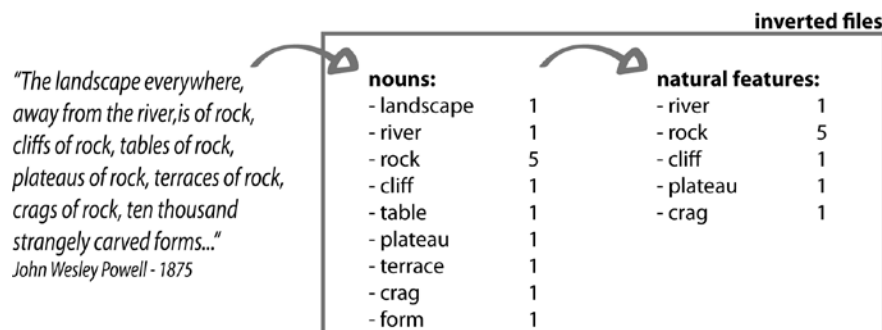 inverted files
"The landscape everywhere,
away from the river,is of rock,
cliffs of rock, tables of rock,
plateaus of rock, terraces of rock,
crags of rock, ten thousand
strangely carved forms..."
John Wesley Powell - 1875
nouns:
- landscape 1
- river 1
- rock 5
- cliff 1
- table 1
- plateau 1
- terrace 1
- crag 1
- form 1
natural features:
- river 1
- rock 5
- cliff 1
- plateau 1
- crag 1